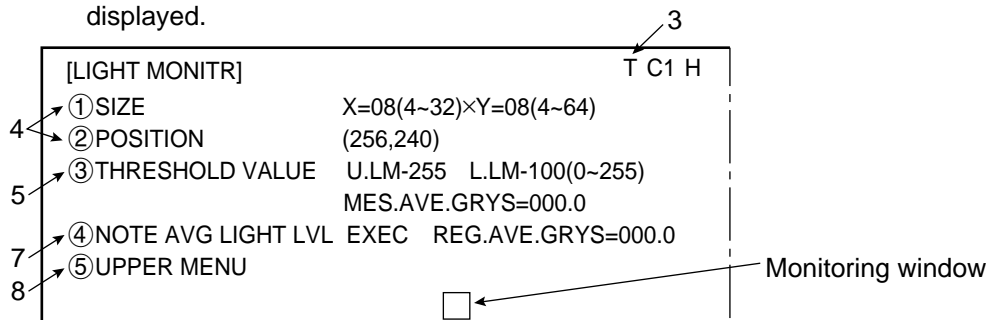 displayed.
3
[LIGHT MONITR] T C1 H
①SIZE X=08(4~32)×Y=08(4~64)
4
②POSITION (256,240)
③THRESHOLD VALUE U.LM-255 L.LM-100(0~255)
5
MES.AVE.GRYS=000.0
④NOTE AVG LIGHT LVL EXEC REG.AVE.GRYS=000.0
7
⑤UPPER MENU
8
Monitoring window